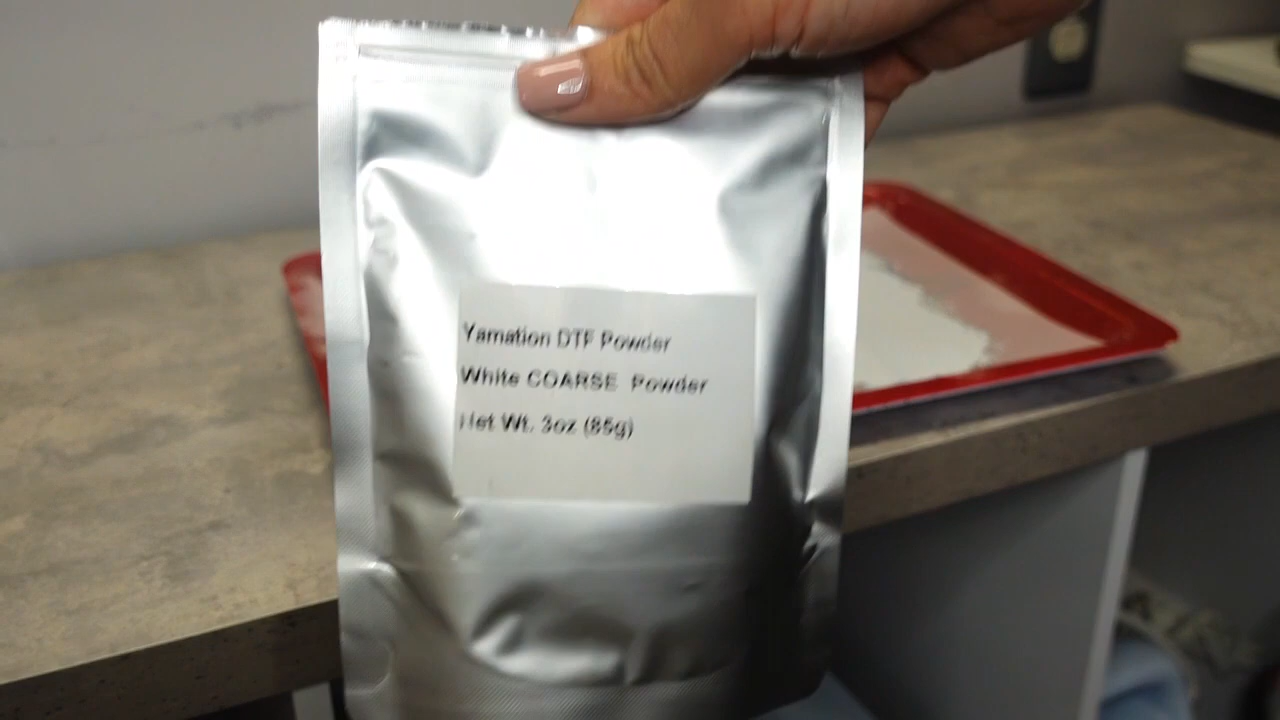 Yamation DTF Powder
White COARSE Powder
Net Wt. 3oz (85g)